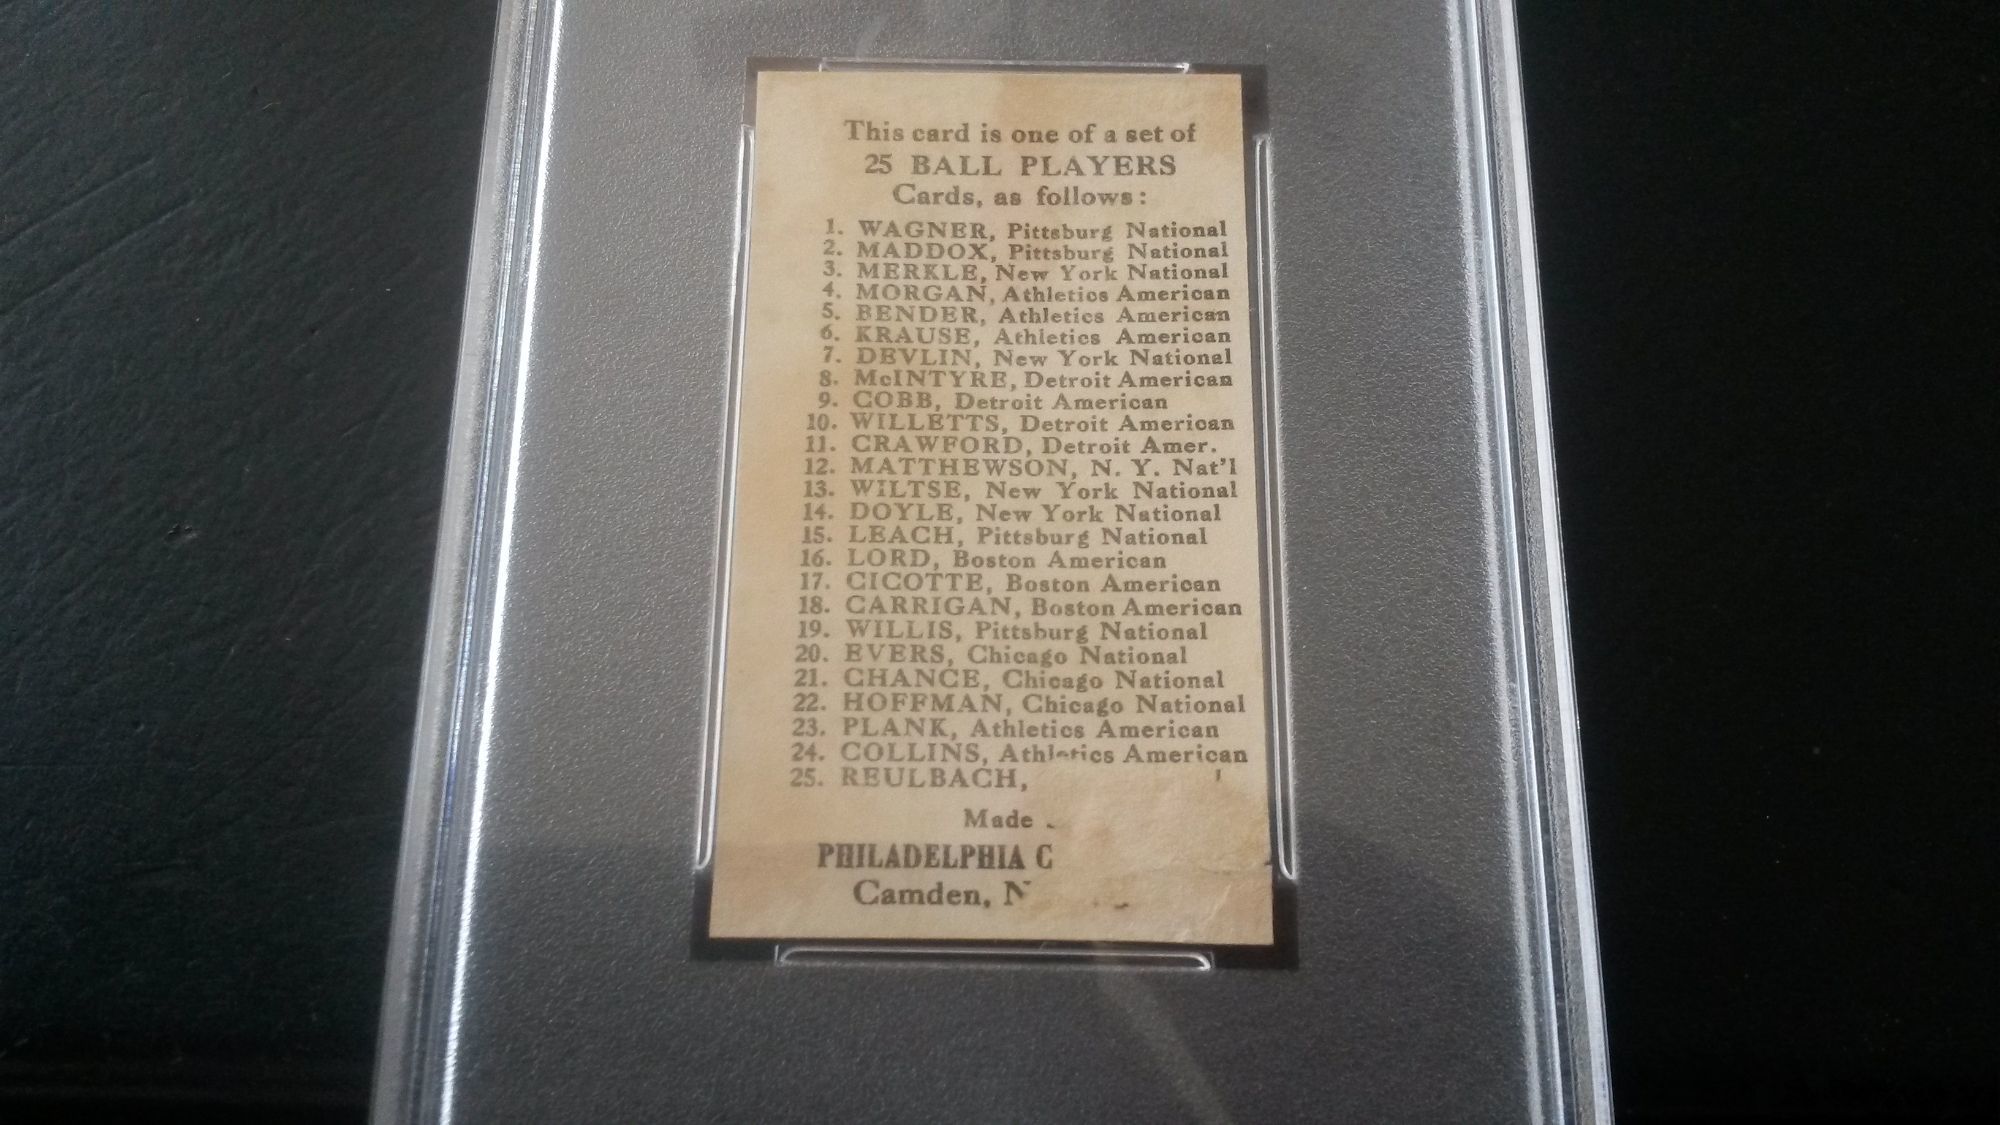 This card is one of a set of
25 BALL PLAYERS
Cards, as follows:
1. WAGNER, Pittsburg National
2. MADDOX, Pittsburg National
3. MERKLE, New York National
4. MORGAN, Athletics American
5. BENDER, Athletics American
6. KRAUSE, Athletics American
7. DEVLIN, New York National
8. McINTYRE, Detroit American
9. COBB, Detroit American
10. WILLETTS, Detroit American
11. CRAWFORD, Detroit Amer.
12. MATTHEWSON, N. Y. Nat'l
13. WILTSE, New York National
14. DOYLE, New York National
15. LEACH, Pittsburg National
16. LORD, Boston American
17. CICOTTE, Boston American
18. CARRIGAN, Boston American
19. WILLIS, Pittsburg National
20. EVERS, Chicago National
21. CHANCE, Chicago National
22. HOFFMAN, Chicago National
23. PLANK, Athletics American
24. COLLINS, Athletics American
25. REULBACH,
Made
PHILADELPHIA C
Camden, N